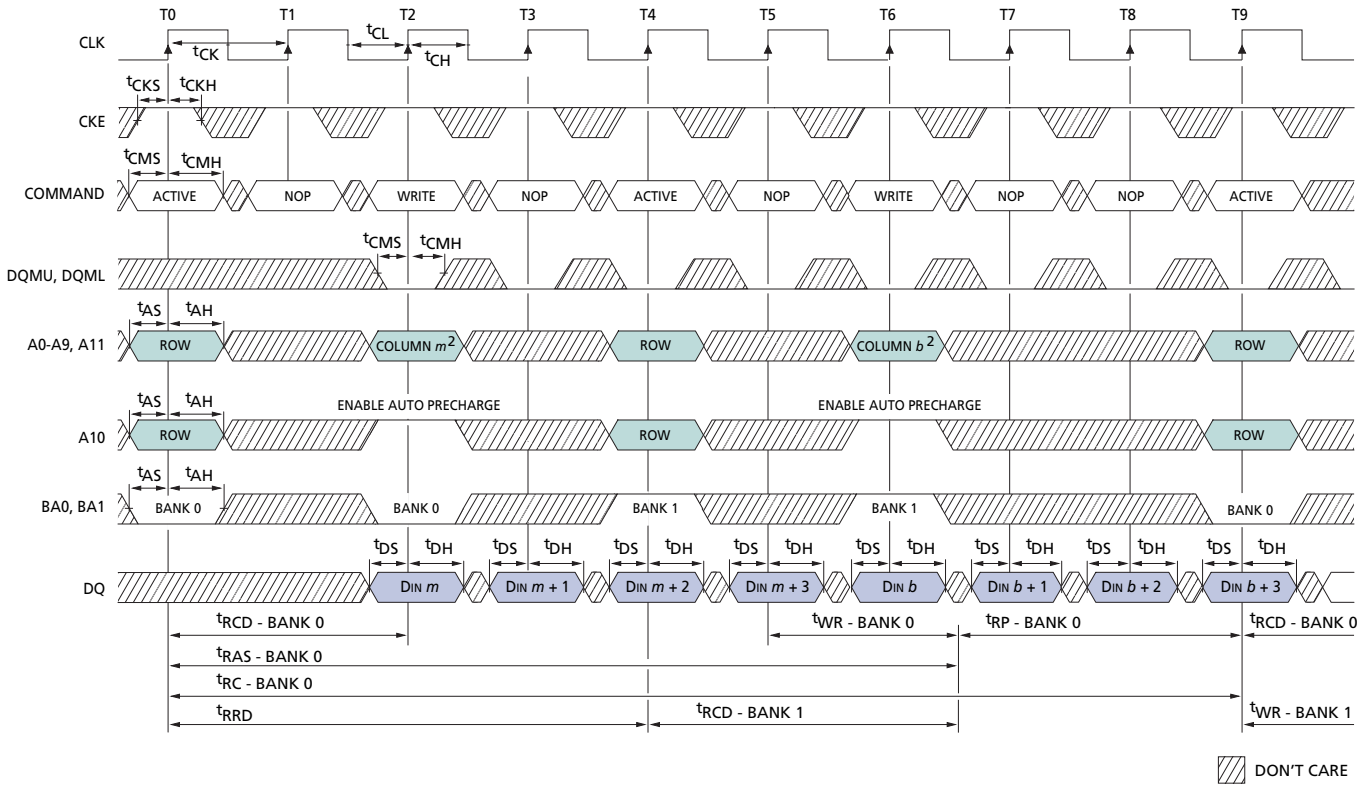 T0 T1 T2 T3 T4 T5 T6 T7 T8 T9
CLK
tCK tCL tCH
tCKS tCKH
CKE
tCMS tCMH
COMMAND ACTIVE NOP WRITE NOP ACTIVE NOP WRITE NOP NOP ACTIVE
tCMS tCMH
DQMU, DQML
tAS tAH
A0-A9, A11 ROW COLUMN m2 ROW COLUMN b2 ROW
tAS tAH ENABLE AUTO PRECHARGE ENABLE AUTO PRECHARGE
A10 ROW ROW ROW
tAS tAH
BA0, BA1 BANK 0 BANK 0 BANK 1 BANK 1 BANK 0
tDS tDH tDS tDH tDS tDH tDS tDH tDS tDH tDS tDH tDS tDH tDS tDH
DQ DIN m DIN m + 1 DIN m + 2 DIN m + 3 DIN b DIN b + 1 DIN b + 2 DIN b + 3
tRCD - BANK 0 tWR - BANK 0 tRP - BANK 0 tRCD - BANK 0
tRAS - BANK 0
tRC - BANK 0
tRRD tRCD - BANK 1 tWR - BANK 1
DON'T CARE